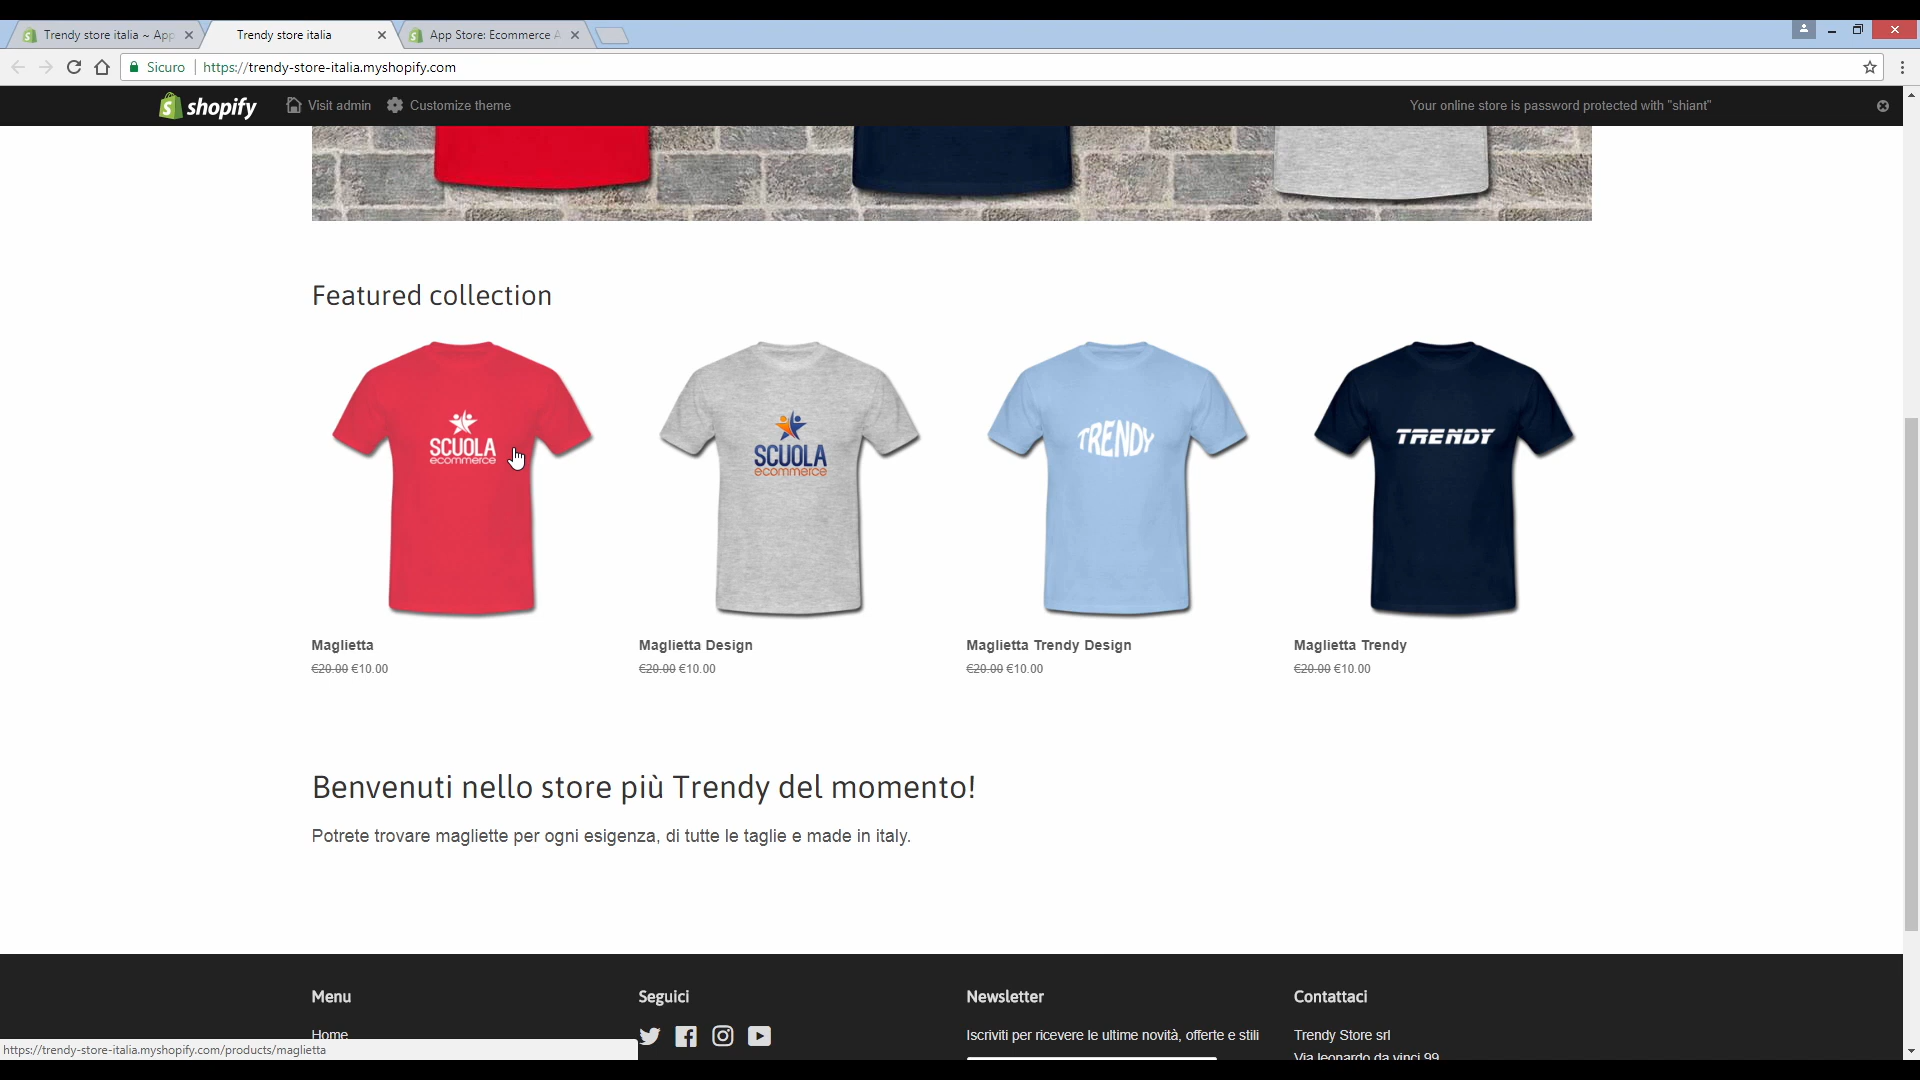 Trendy store italia ~ App
Trendy store italia
App Store: Ecommerce A
Sicuro
https://trendy-store-italia.myshopify.com
shopify
Visit admin
Customize theme
Your online store is password protected with "shiant"
Featured collection
SCUOLA
ecommerce
SCUOLA
ecommerce
TRENDY
TRENDY
Maglietta
€20.00 €10.00
Maglietta Design
€20.00 €10.00
Maglietta Trendy Design
€20.00 €10.00
Maglietta Trendy
€20.00 €10.00
Benvenuti nello store più Trendy del momento!
Potrete trovare magliette per ogni esigenza, di tutte le taglie e made in italy.
Menu
Home
Seguici
Newsletter
Iscriviti per ricevere le ultime novità, offerte e stili
Contattaci
Trendy Store srl
Via leonardo da vinci 99
https://trendy-store-italia.myshopify.com/products/maglietta